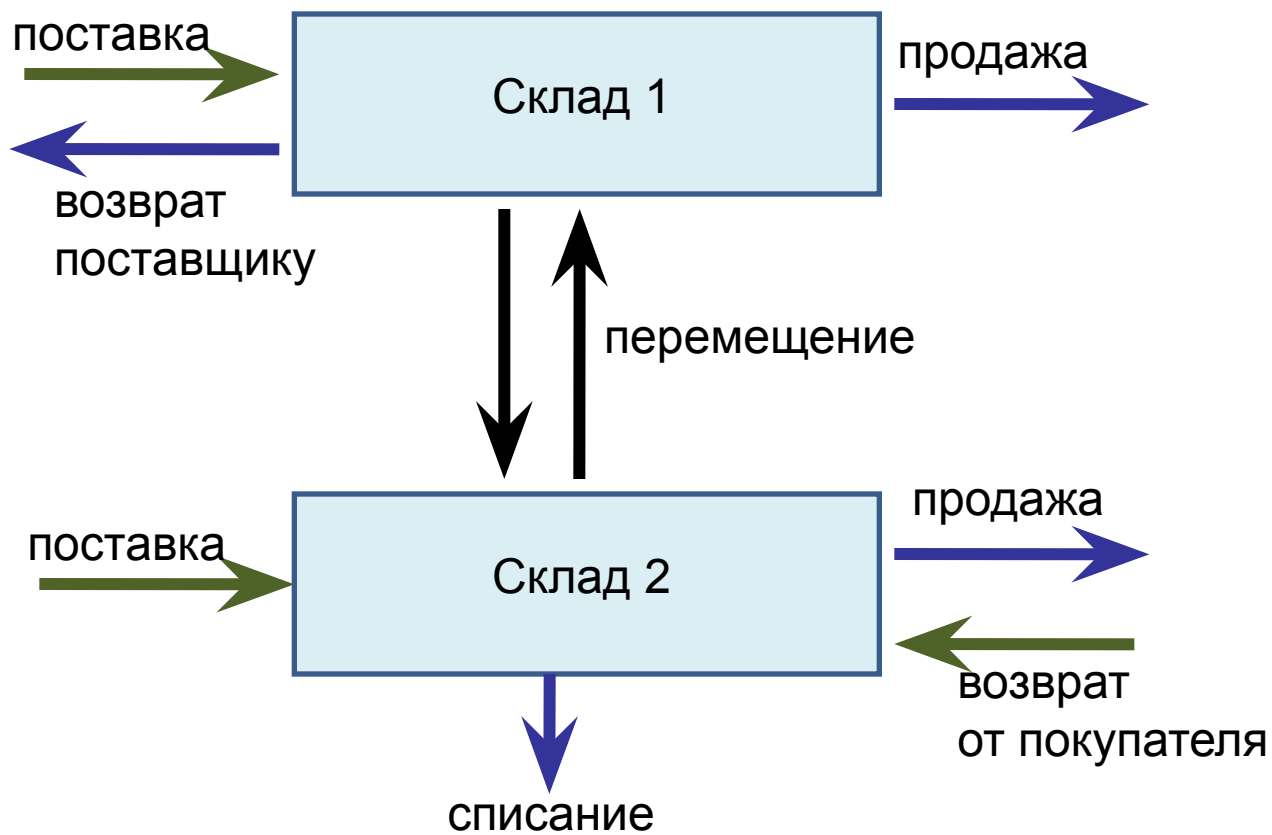 поставка
Склад 1
продажа
возврат
поставщику
перемещение
поставка
Склад 2
продажа
возврат
от покупателя
списание